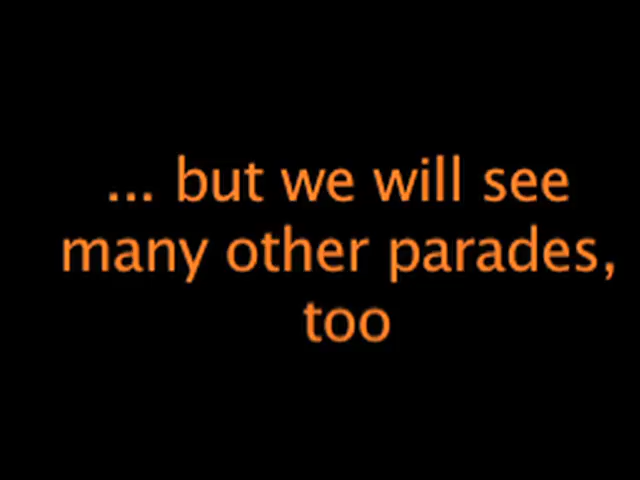 ... but we will see
many other parades,
too